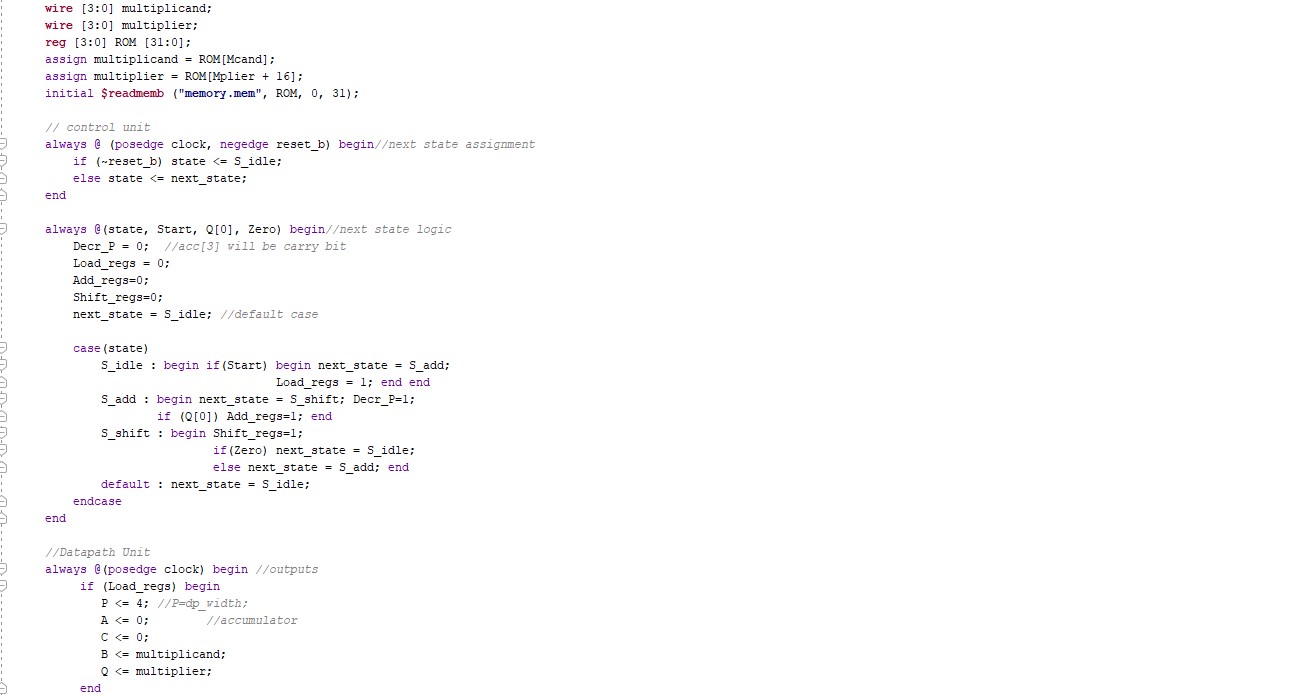 wire [3:0] multiplicand;
wire [3:0] multiplier;
reg [3:0] ROM [31:0];
assign multiplicand = ROM[Mcand];
assign multiplier = ROM[Mplier + 16];
initial $readmemb ("memory.mem", ROM, 0, 31);
// control unit
always @ (posedge clock, negedge reset_b) begin//next state assignment
if (~reset_b) state <= S_idle;
else state <= next_state;
end
always @(state, Start, Q[0], Zero) begin//next state logic
Decr_P = 0; //acc[3] will be carry bit
Load_regs = 0;
Add_regs=0;
Shift_regs=0;
next_state = S_idle; //default case
case(state)
S_idle : begin if(Start) begin next_state = S_add;
Load_regs = 1; end end
S_add : begin next_state = S_shift; Decr_P=1;
if (Q[0]) Add_regs=1; end
S_shift : begin Shift_regs=1;
if(Zero) next_state = S_idle;
else next_state = S_add; end
default : next_state = S_idle;
endcase
end
//Datapath Unit
always @(posedge clock) begin //outputs
if (Load_regs) begin
P <= 4; //P=dp_width;
A <= 0; //accumulator
C <= 0;
B <= multiplicand;
Q <= multiplier;
end